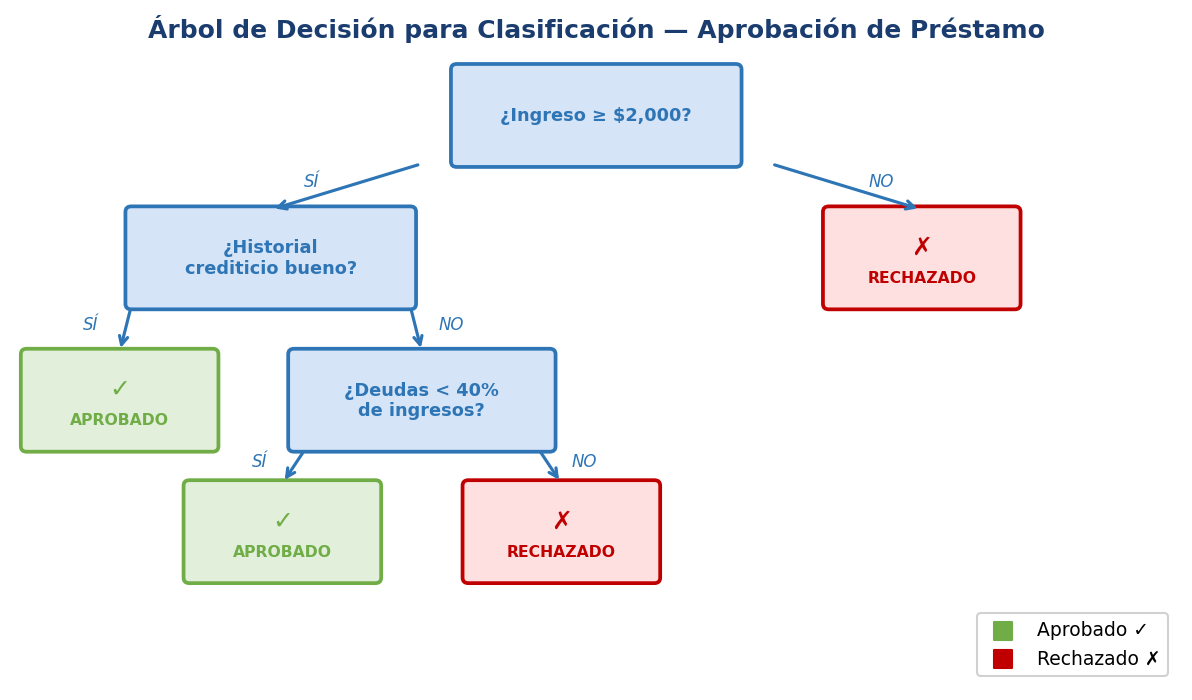 Árbol de Decisión para Clasificación — Aprobación de Préstamo
¿Ingreso ≥ $2,000?
SÍ
NO
¿Historial
crediticio bueno?
✗
RECHAZADO
SÍ
NO
✓
APROBADO
¿Deudas < 40%
de ingresos?
SÍ
NO
✓
APROBADO
✗
RECHAZADO
Aprobado ✓
Rechazado ✗